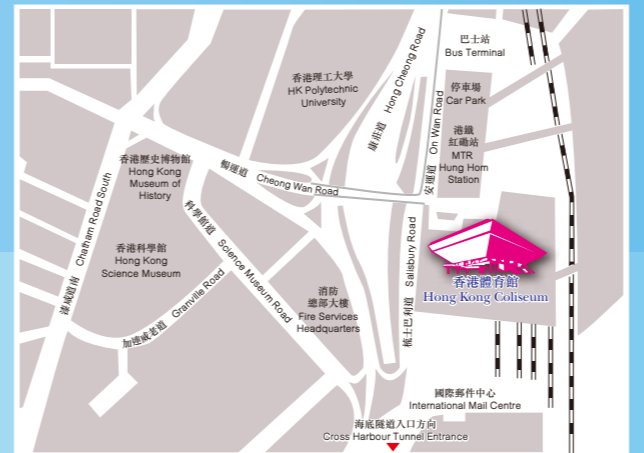 巴士站
Bus Terminal
康莊道 Hong Cheong Road
香港理工大學
HK Polytechnic
University
停車場
Car Park
安運道 On Wan Road
港鐵
紅磡站
MTR
Hung Hom
Station
香港歷史博物館
Hong Kong
Museum of
History
暢運道 Cheong Wan Road
漆咸道南 Chatham Road South
科學館道 Science Museum Road
香港科學館
Hong Kong
Science Museum
梳士巴利道 Salisbury Road
香港體育館
Hong Kong Coliseum
加連威老道 Granville Road
消防
總部大樓
Fire Services
Headquarters
國際郵件中心
International Mail Centre
海底隧道入口方向
Cross Harbour Tunnel Entrance